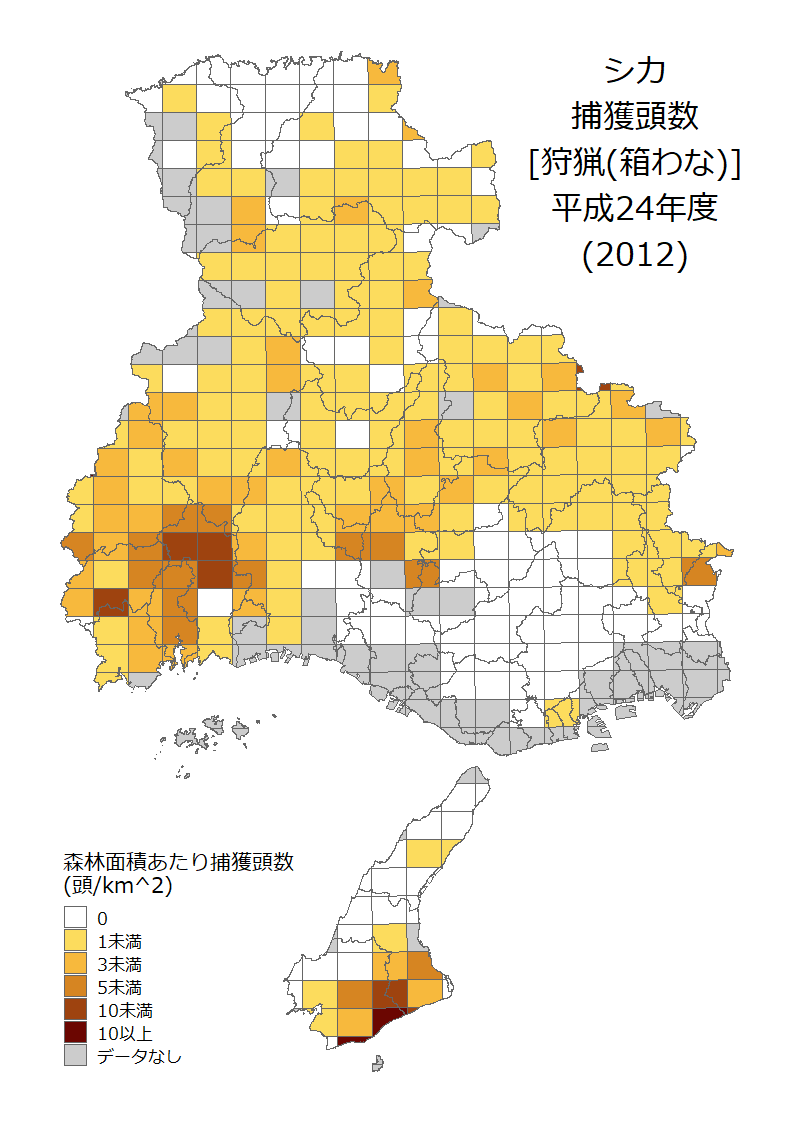 シカ
捕獲頭数
[狩猟(箱わな)]
平成24年度
(2012)
森林面積あたり捕獲頭数
(頭/km^2)
0
1未満
3未満
5未満
10未満
10以上
データなし